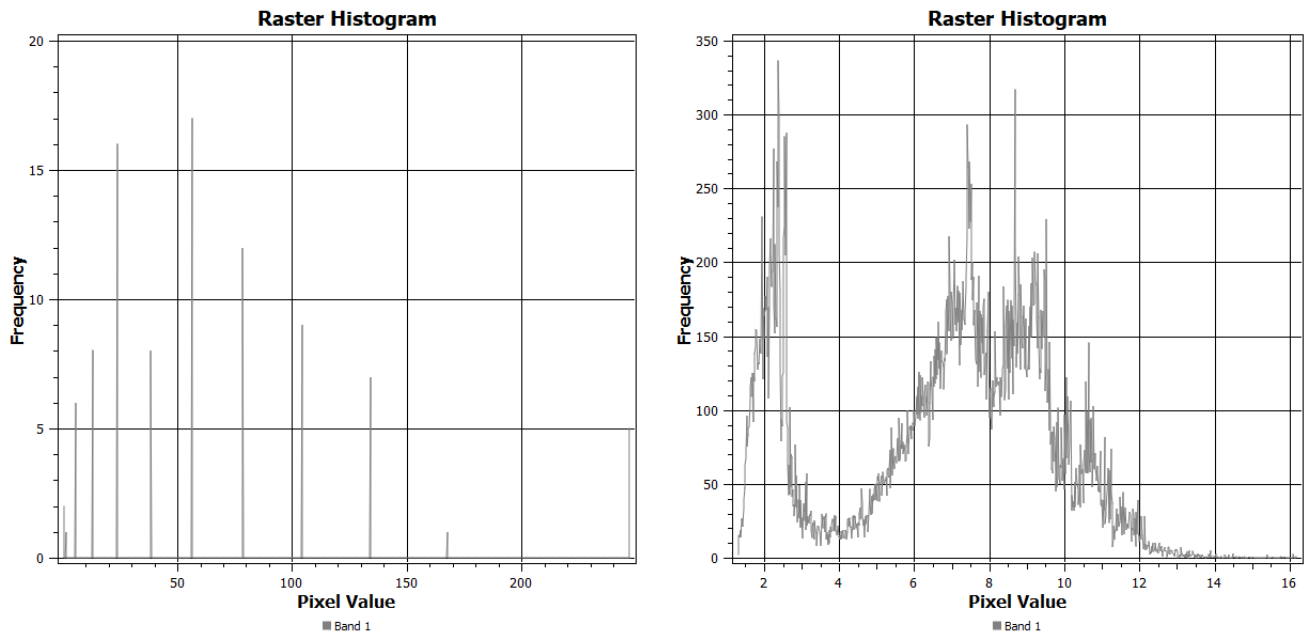 Raster Histogram
20
15
10
5
0
Frequency
50 100 150 200
Pixel Value
Band 1
Raster Histogram
350
300
250
200
150
100
50
0
Frequency
2 4 6 8 10 12 14 16
Pixel Value
Band 1